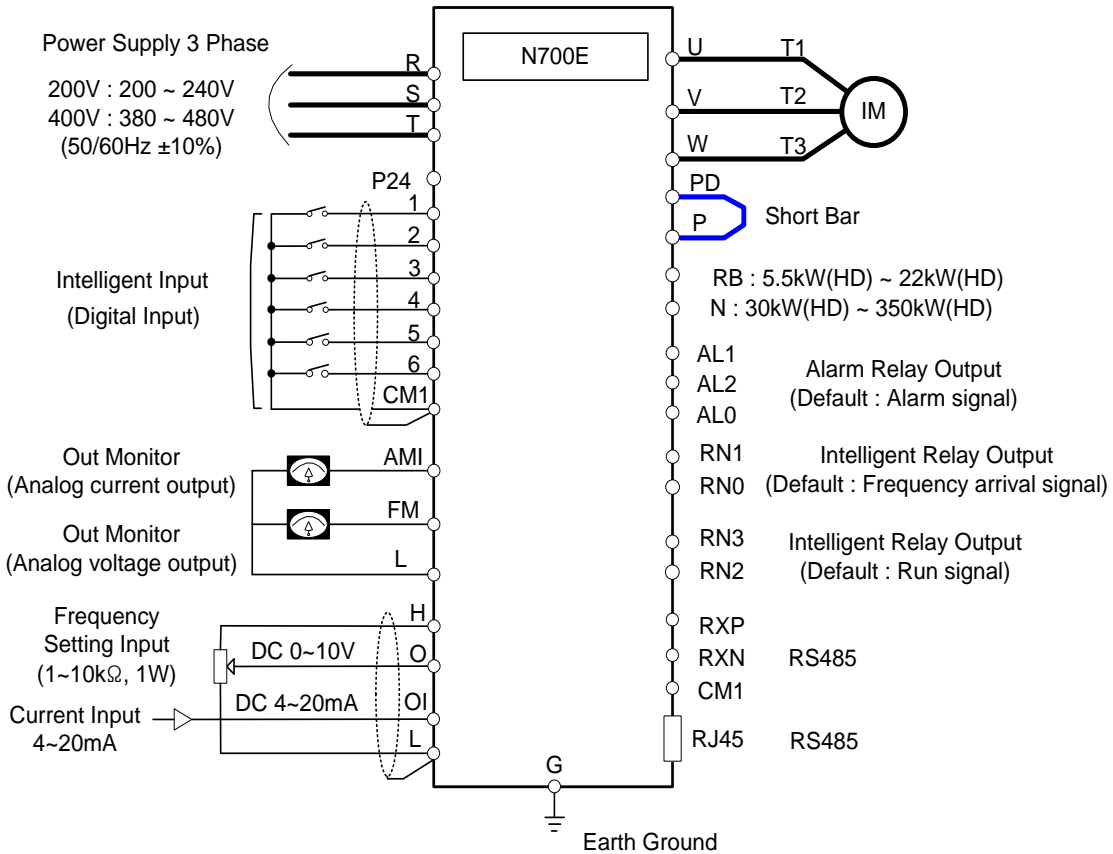 N700E
Power Supply 3 Phase
200V : 200 ~ 240V
400V : 380 ~ 480V
(50/60Hz ±10%)
R
S
T
P24
1
2
3
4
5
6
CM1
Intelligent Input
(Digital Input)
Out Monitor
(Analog current output)
AMI
FM
Out Monitor
(Analog voltage output)
L
Frequency
Setting Input
(1~10kΩ, 1W)
H
DC 0~10V
O
Current Input
4~20mA
DC 4~20mA
OI
L
G
Earth Ground
U
T1
V
T2
IM
W
T3
PD
P
Short Bar
RB : 5.5kW(HD) ~ 22kW(HD)
N : 30kW(HD) ~ 350kW(HD)
AL1
AL2
AL0
Alarm Relay Output
(Default : Alarm signal)
RN1
RN0
Intelligent Relay Output
(Default : Frequency arrival signal)
RN3
RN2
Intelligent Relay Output
(Default : Run signal)
RXP
RXN
RS485
CM1
RJ45
RS485